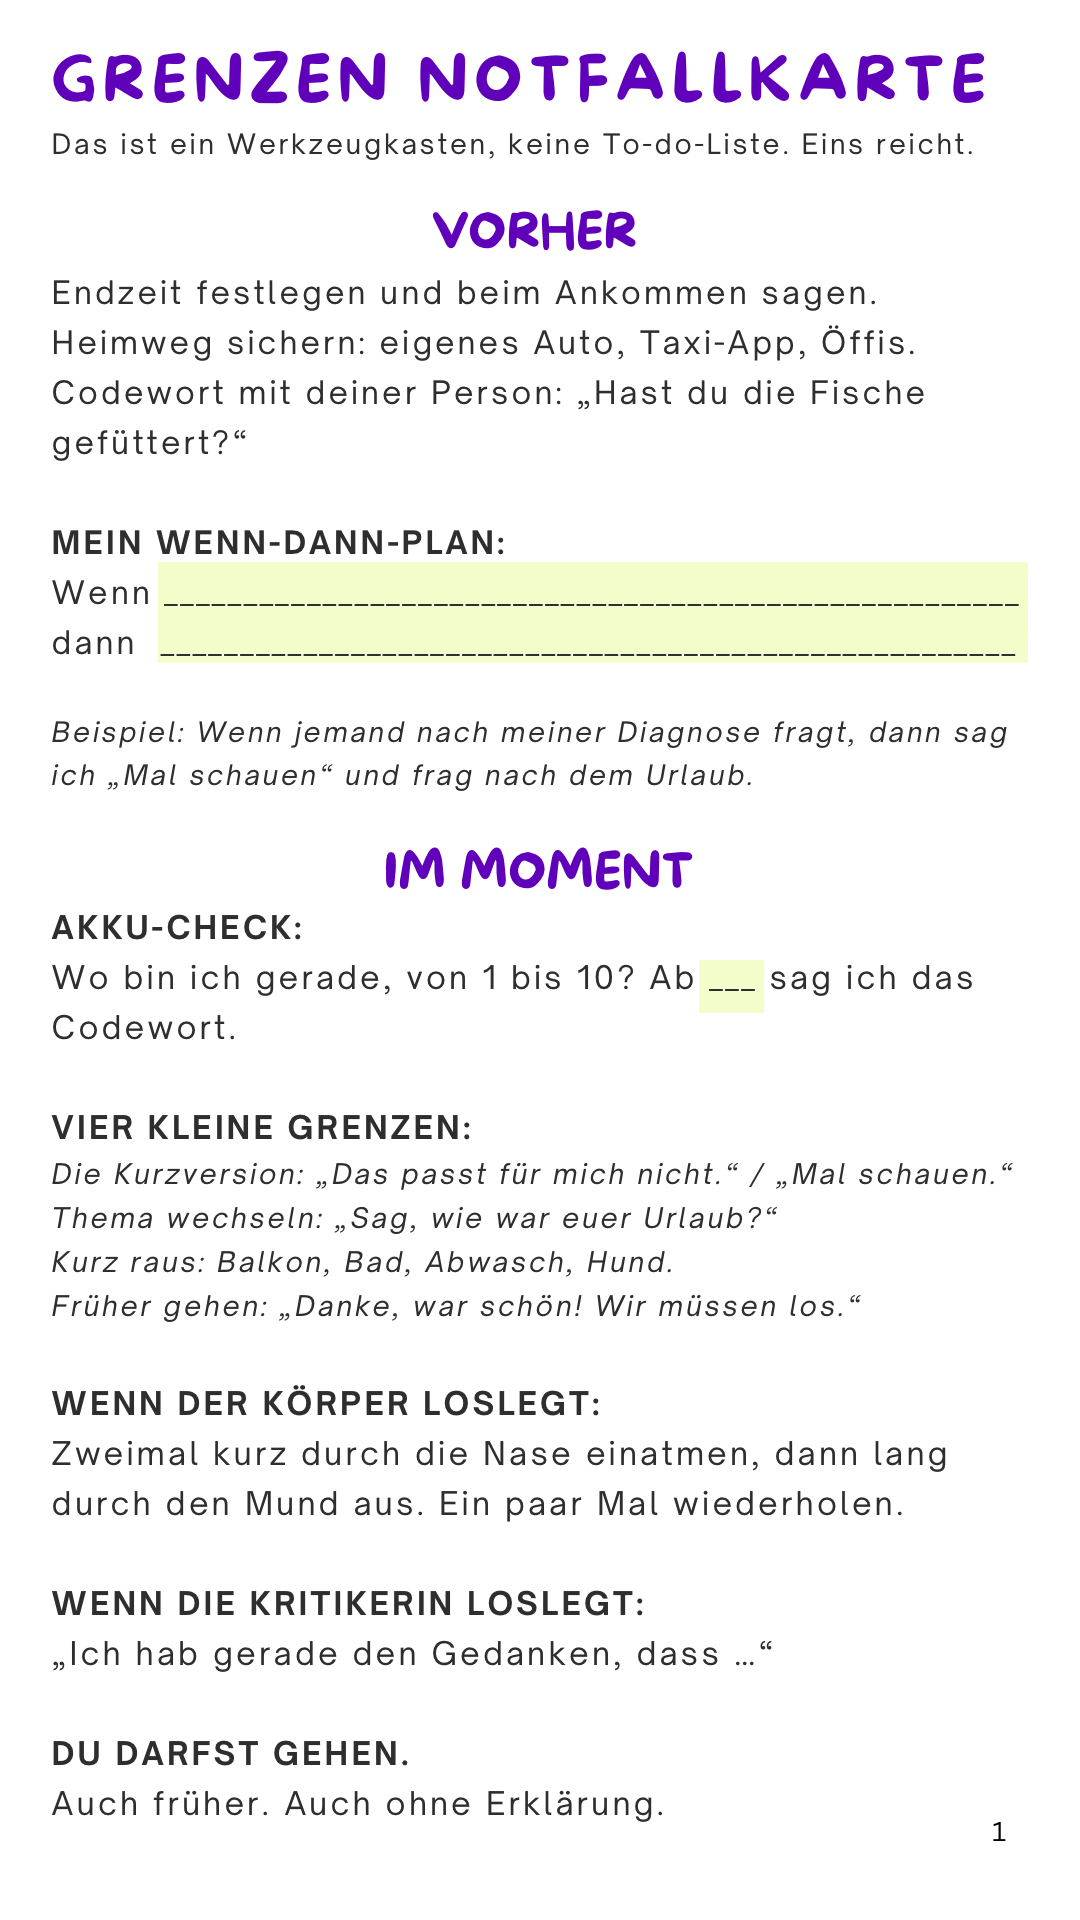 GRENZEN NOTFALLKARTE
Das ist ein Werkzeugkasten, keine To-do-Liste. Eins reicht.
VORHER
Endzeit festlegen und beim Ankommen sagen.
Heimweg sichern: eigenes Auto, Taxi-App, Öffis.
Codewort mit deiner Person: „Hast du die Fische
gefüttert?“
MEIN WENN-DANN-PLAN:
Wenn ______________________________________________________
dann ______________________________________________________
Beispiel: Wenn jemand nach meiner Diagnose fragt, dann sag
ich „Mal schauen“ und frag nach dem Urlaub.
IM MOMENT
AKKU-CHECK:
Wo bin ich gerade, von 1 bis 10? Ab ___ sag ich das
Codewort.
VIER KLEINE GRENZEN:
Die Kurzversion: „Das passt für mich nicht.“ / „Mal schauen.“
Thema wechseln: „Sag, wie war euer Urlaub?“
Kurz raus: Balkon, Bad, Abwasch, Hund.
Früher gehen: „Danke, war schön! Wir müssen los.“
WENN DER KÖRPER LOSLEGT:
Zweimal kurz durch die Nase einatmen, dann lang
durch den Mund aus. Ein paar Mal wiederholen.
WENN DIE KRITIKERIN LOSLEGT:
„Ich hab gerade den Gedanken, dass …“
DU DARFST GEHEN.
Auch früher. Auch ohne Erklärung.
1